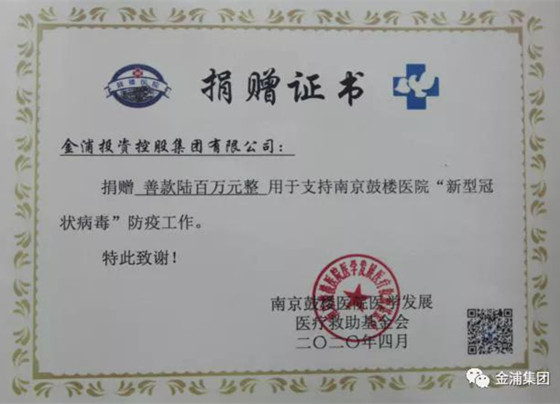 鼓楼医院
捐赠证书
金浦投资控股集团有限公司：
捐赠 善款陆百万元整 用于支持南京鼓楼医院“新型冠
状病毒”防疫工作。
特此致谢！
南京鼓楼医院医学发展
医疗救助基金会
二〇二〇年四月
金浦集团